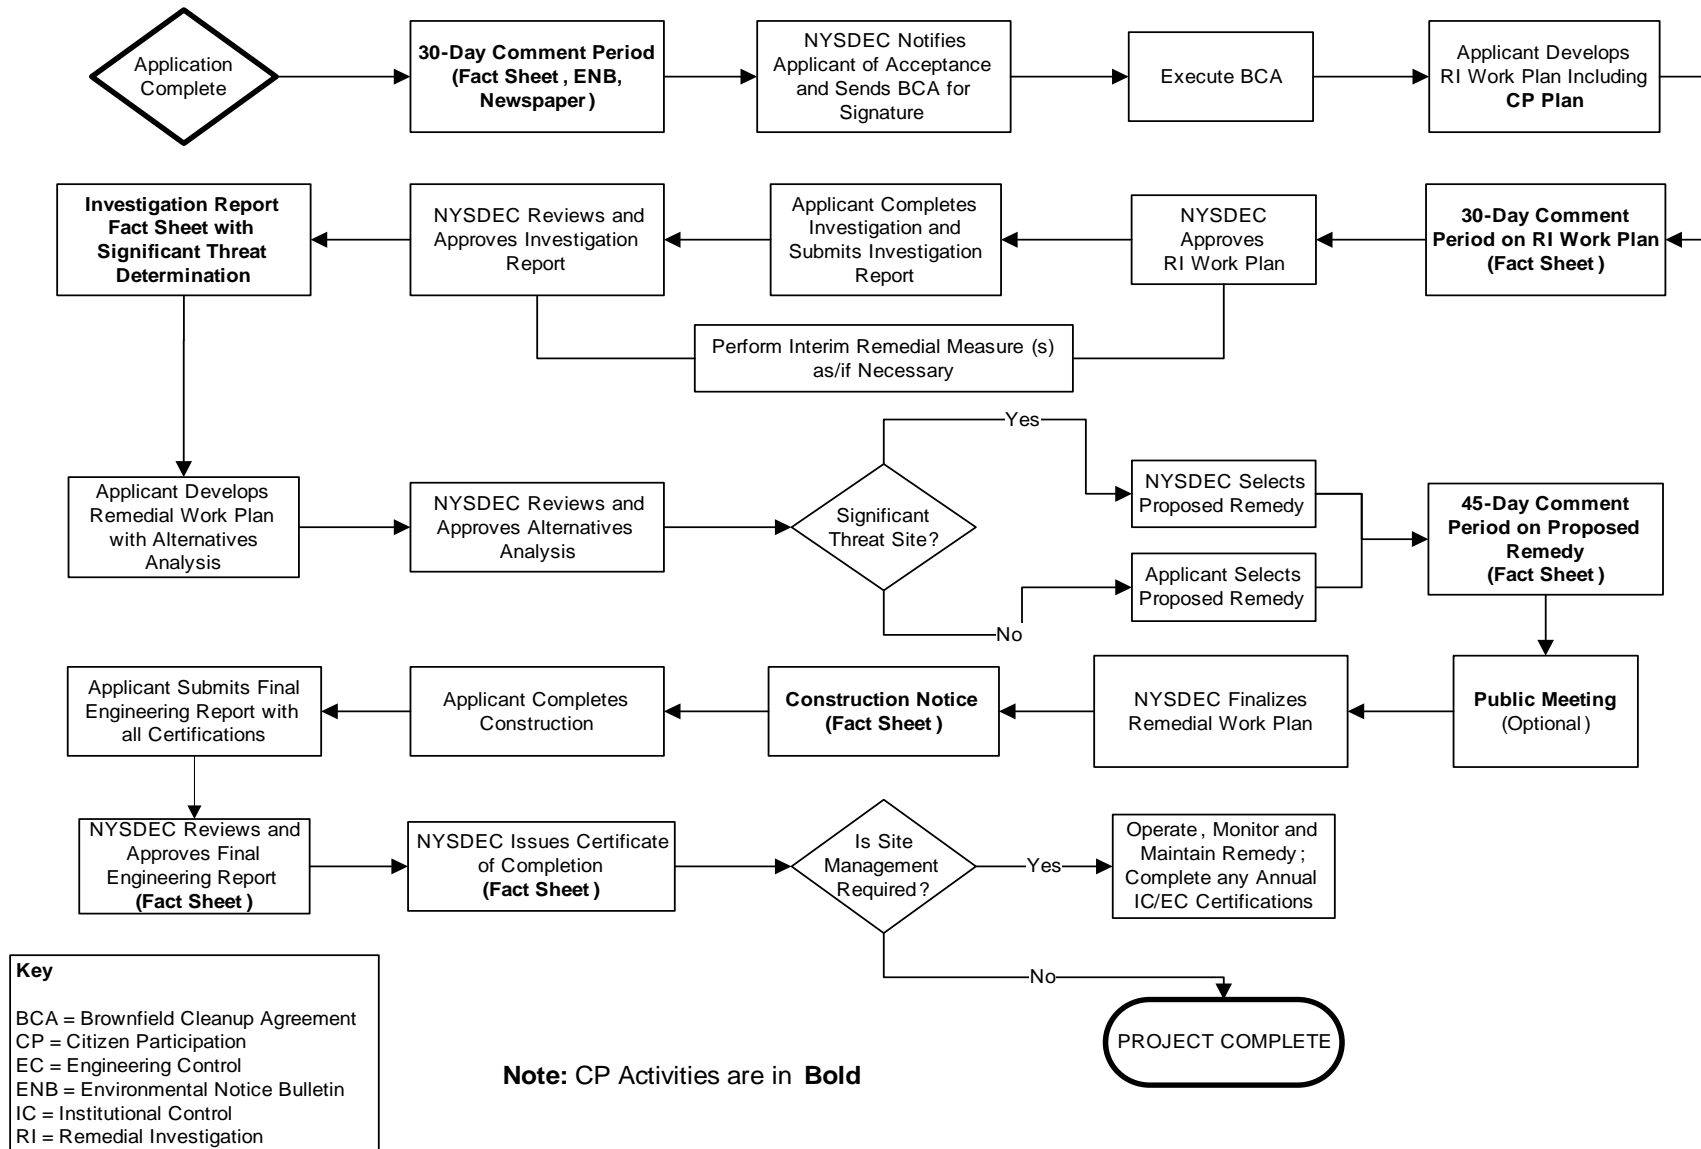 Application
Complete
30-Day Comment Period
(Fact Sheet, ENB,
Newspaper)
NYSDEC Notifies
Applicant of Acceptance
and Sends BCA for
Signature
Execute BCA
Applicant Develops
RI Work Plan Including
CP Plan
30-Day Comment
Period on RI Work Plan
(Fact Sheet)
NYSDEC
Approves
RI Work Plan
Applicant Completes
Investigation and
Submits Investigation
Report
NYSDEC Reviews and
Approves Investigation
Report
Investigation Report
Fact Sheet with
Significant Threat
Determination
Perform Interim Remedial Measure (s)
as/if Necessary
Applicant Develops
Remedial Work Plan
with Alternatives
Analysis
NYSDEC Reviews and
Approves Alternatives
Analysis
Significant
Threat Site?
Yes
No
NYSDEC Selects
Proposed Remedy
Applicant Selects
Proposed Remedy
45-Day Comment
Period on Proposed
Remedy
(Fact Sheet)
Public Meeting
(Optional)
NYSDEC Finalizes
Remedial Work Plan
Construction Notice
(Fact Sheet)
Applicant Completes
Construction
Applicant Submits Final
Engineering Report with
all Certifications
NYSDEC Reviews and
Approves Final
Engineering Report
(Fact Sheet)
NYSDEC Issues Certificate
of Completion
(Fact Sheet)
Is Site
Management
Required?
Yes
Operate, Monitor and
Maintain Remedy;
Complete any Annual
IC/EC Certifications
No
PROJECT COMPLETE
Key
BCA = Brownfield Cleanup Agreement
CP = Citizen Participation
EC = Engineering Control
ENB = Environmental Notice Bulletin
IC = Institutional Control
RI = Remedial Investigation
Note: CP Activities are in Bold